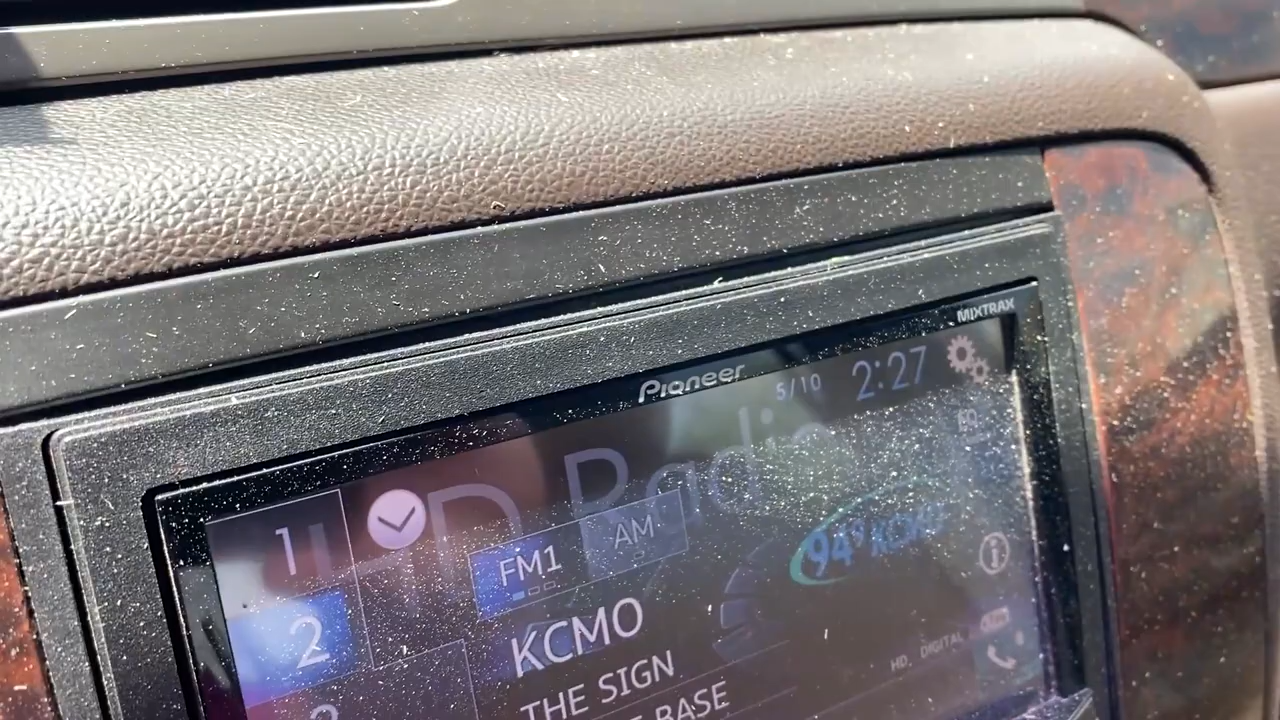 MIXTRAX
Pioneer
5/10 2:27
HD Radio
1
FM1 AM
94.9 KCMO
2
KCMO
THE SIGN
HD DIGITAL
BASE